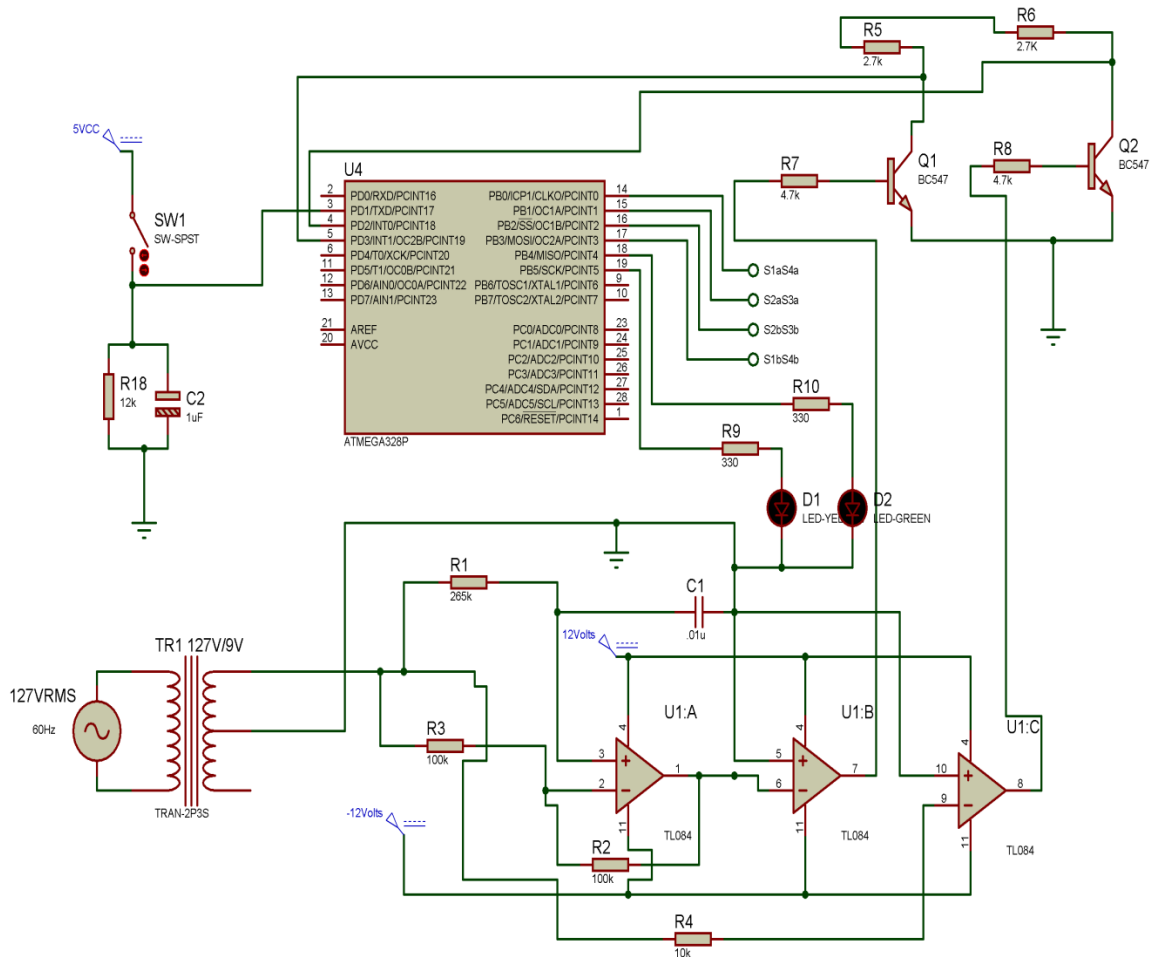 R5
2.7k
R6
2.7K
5VCC
SW1
SW-SPST
R18
12k
C2
1uF
U4
2 PD0/RXD/PCINT16
3 PD1/TXD/PCINT17
4 PD2/INT0/PCINT18
5 PD3/INT1/OC2B/PCINT19
6 PD4/T0/XCK/PCINT20
11 PD5/T1/OC0B/PCINT21
12 PD6/AIN0/OC0A/PCINT22
13 PD7/AIN1/PCINT23
21 AREF
20 AVCC
PB0/ICP1/CLKO/PCINT0 14
PB1/OC1A/PCINT1 15
PB2/SS/OC1B/PCINT2 16
PB3/MOSI/OC2A/PCINT3 17
PB4/MISO/PCINT4 18
PB5/SCK/PCINT5 19
PB6/TOSC1/XTAL1/PCINT6 9
PB7/TOSC2/XTAL2/PCINT7 10
PC0/ADC0/PCINT8 23
PC1/ADC1/PCINT9 24
PC2/ADC2/PCINT10 25
PC3/ADC3/PCINT11 26
PC4/ADC4/SDA/PCINT12 27
PC5/ADC5/SCL/PCINT13 28
PC6/RESET/PCINT14 1
ATMEGA328P
R7
4.7k
Q1
BC547
R8
4.7k
Q2
BC547
S1aS4a
S2aS3a
S2bS3b
S1bS4b
R10
330
R9
330
D1
D2
LED-GREEN
R1
265k
C1
.01u
12Volts
TR1 127V/9V
127VRMS
60Hz
TRAN-2P3S
R3
100k
-12Volts
R2
100k
R4
10k
U1:A
4
3
2
1
11
TL084
U1:B
4
5
6
7
11
TL084
U1:C
4
10
9
8
11
TL084